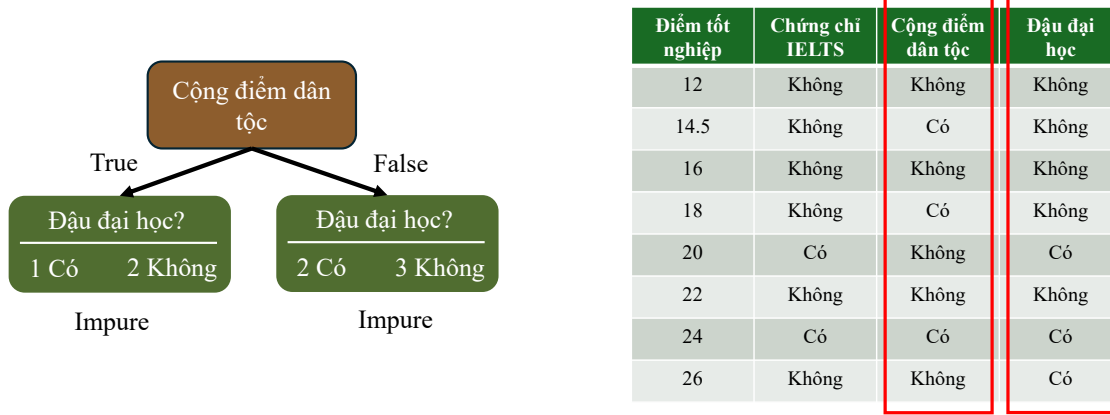 Cộng điểm dân
tộc
True
False
Đậu đại học?
1 Có 2 Không
Impure
Đậu đại học?
2 Có 3 Không
Impure
Điểm tốt nghiệp Chứng chỉ IELTS Cộng điểm dân tộc Đậu đại học
12 Không Không Không
14.5 Không Có Không
16 Không Không Không
18 Không Có Không
20 Có Không Có
22 Không Không Không
24 Có Có Có
26 Không Không Có